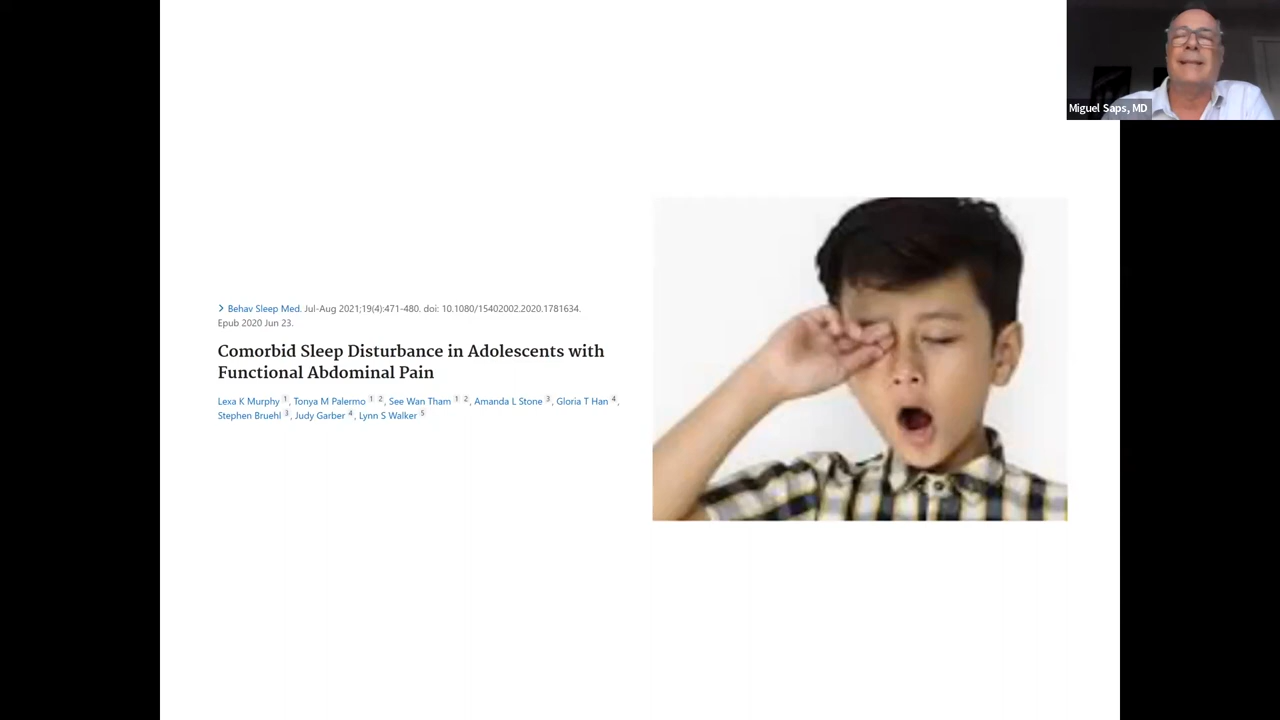 Miguel Saps, MD
> Behav Sleep Med. Jul-Aug 2021;19(4):471-480. doi: 10.1080/15402002.2020.1781634.
Epub 2020 Jun 23.
Comorbid Sleep Disturbance in Adolescents with
Functional Abdominal Pain
Lexa K Murphy 1, Tonya M Palermo 1 2, See Wan Tham 1 2, Amanda L Stone 3, Gloria T Han 4,
Stephen Bruehl 3, Judy Garber 4, Lynn S Walker 5